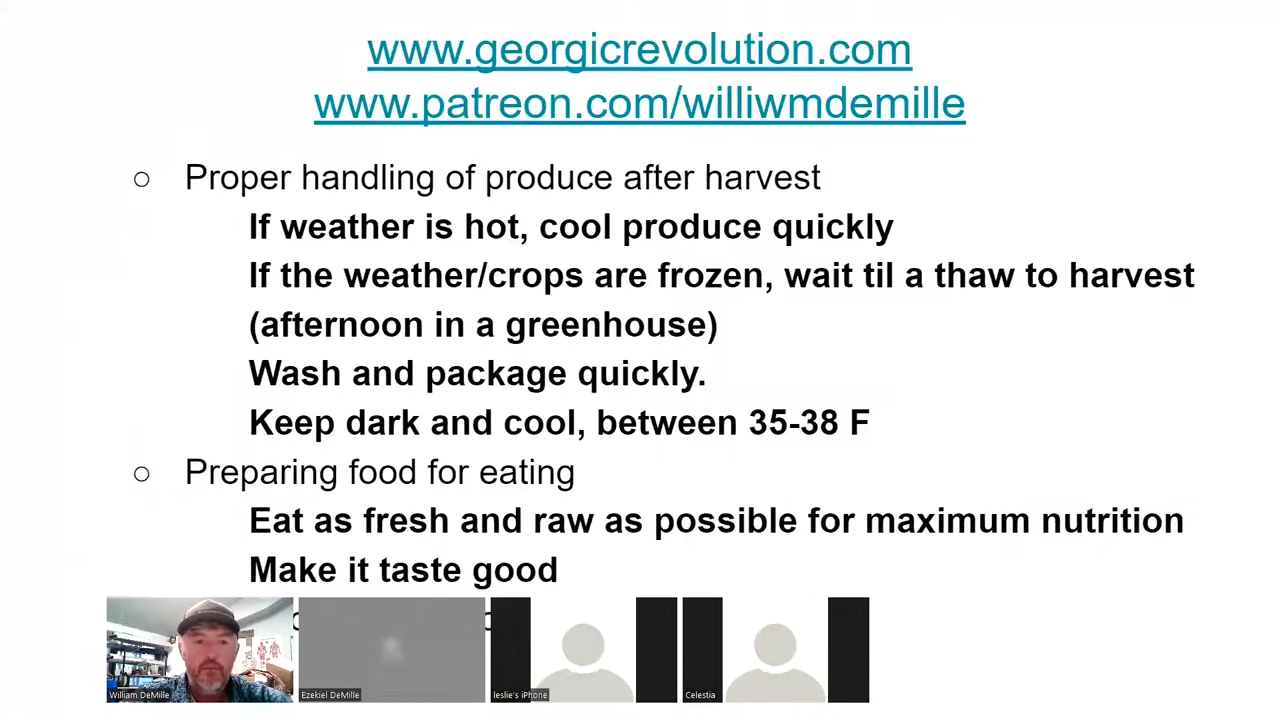 www.georgicrevolution.com
www.patreon.com/williwmdemille
○ Proper handling of produce after harvest
If weather is hot, cool produce quickly
If the weather/crops are frozen, wait til a thaw to harvest
(afternoon in a greenhouse)
Wash and package quickly.
Keep dark and cool, between 35-38 F
○ Preparing food for eating
Eat as fresh and raw as possible for maximum nutrition
Make it taste good
William DeMille
Ezekiel DeMille
leslie's iPhone
Celestia